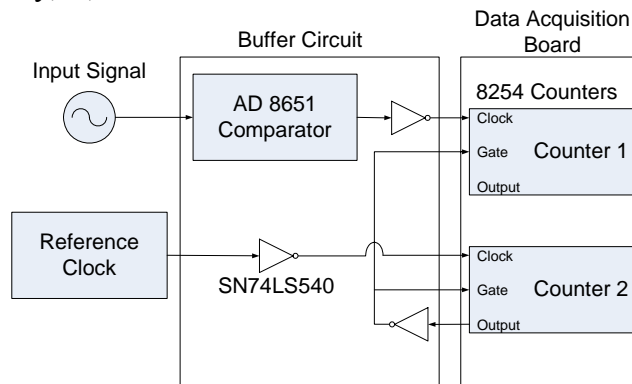 Data Acquisition
Board
Buffer Circuit
Input Signal
AD 8651
Comparator
8254 Counters
Clock
Gate
Counter 1
Output
Reference
Clock
SN74LS540
Clock
Gate
Counter 2
Output